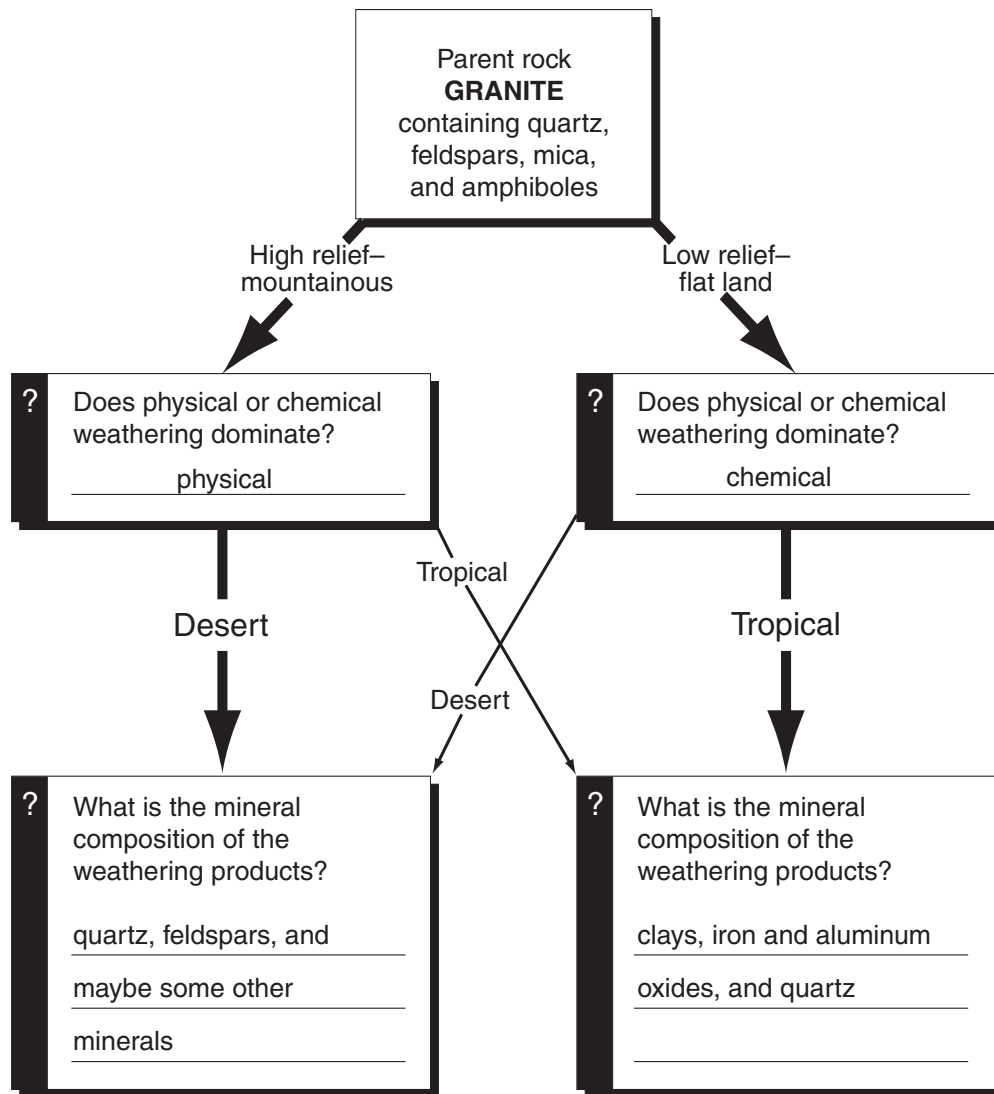 Parent rock
GRANITE
containing quartz,
feldspars, mica,
and amphiboles
High relief–
mountainous
Low relief–
flat land
?
Does physical or chemical
weathering dominate?
physical
?
Does physical or chemical
weathering dominate?
chemical
Tropical
Desert
Tropical
Desert
?
What is the mineral
composition of the
weathering products?
quartz, feldspars, and
maybe some other
minerals
?
What is the mineral
composition of the
weathering products?
clays, iron and aluminum
oxides, and quartz